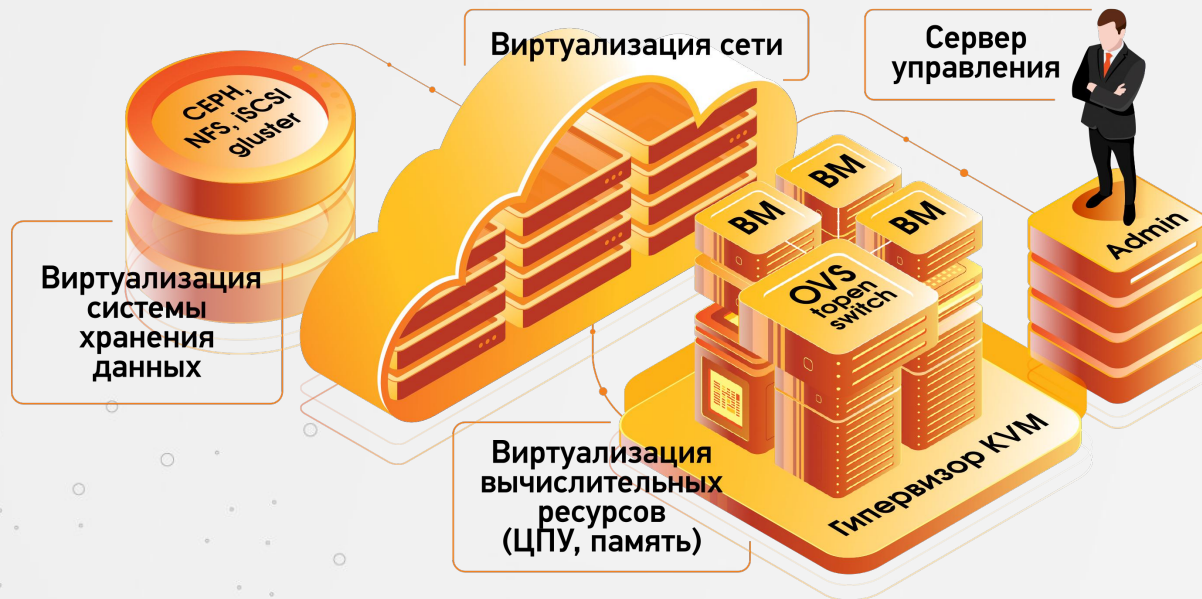 CEPH,
NFS, iSCSI
gluster
Виртуализация сети
Сервер
управления
Виртуализация
системы
хранения
данных
ВМ
ВМ
ВМ
OVS
topen
switch
Admin
Виртуализация
вычислительных
ресурсов
(ЦПУ, память)
Гипервизор KVM